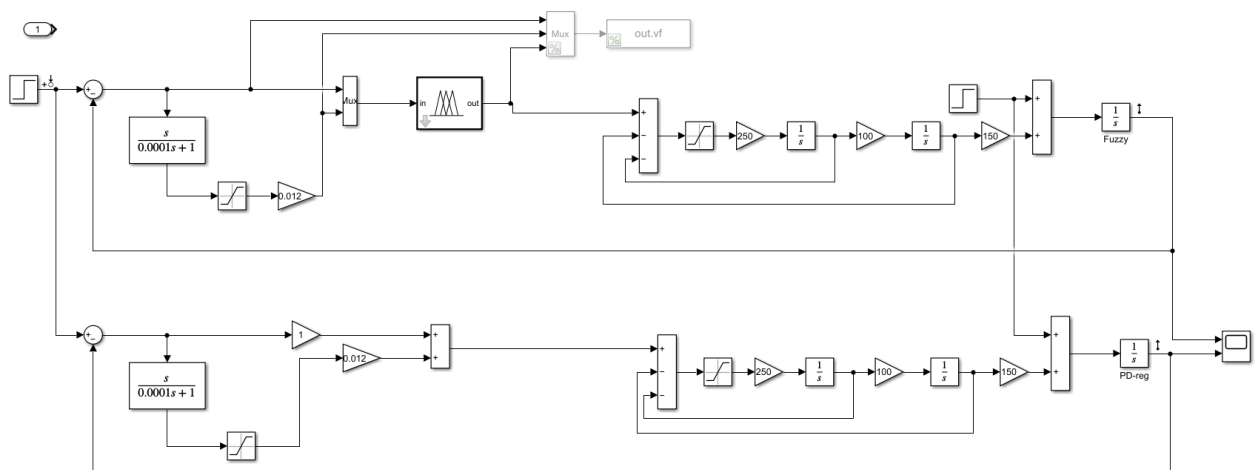 1
Mux
%
%
out.vf
+
−
s
0.0001s + 1
Mux
in
out
+
−
−
250
1
s
100
1
s
150
+
+
1
s
Fuzzy
0.012
+
−
s
0.0001s + 1
1
0.012
+
+
+
−
−
250
1
s
100
1
s
150
+
+
1
s
PD-reg